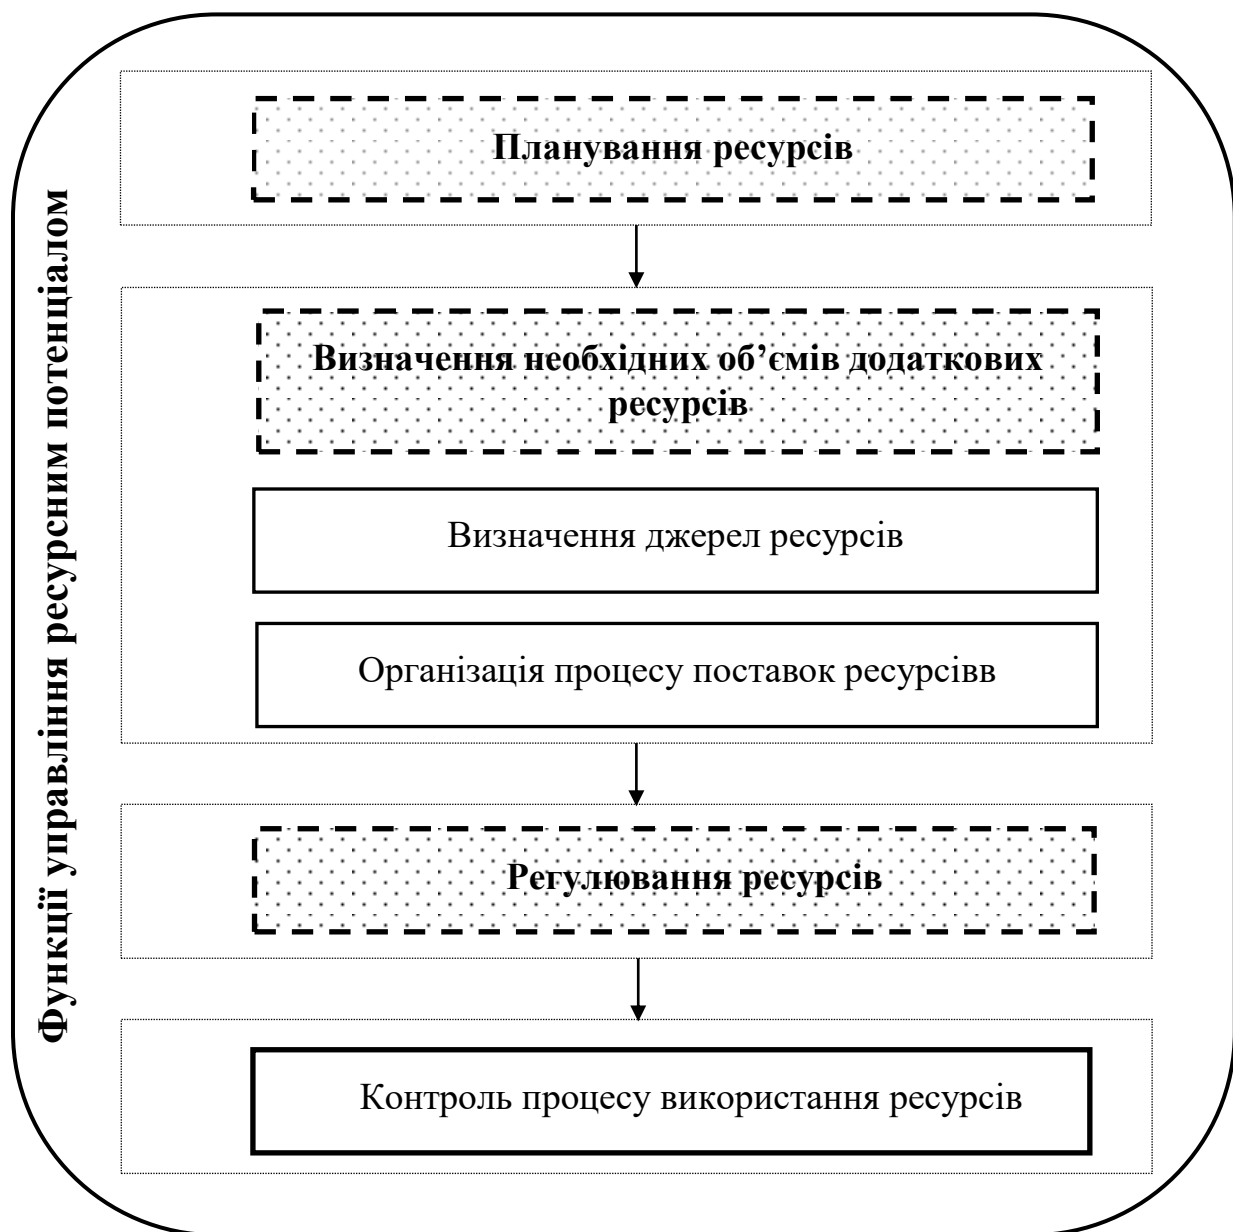 Функції управління ресурсним потенціалом
Планування ресурсів
Визначення необхідних об’ємів додаткових
ресурсів
Визначення джерел ресурсів
Організація процесу поставок ресурсівв
Регулювання ресурсів
Контроль процесу використання ресурсів